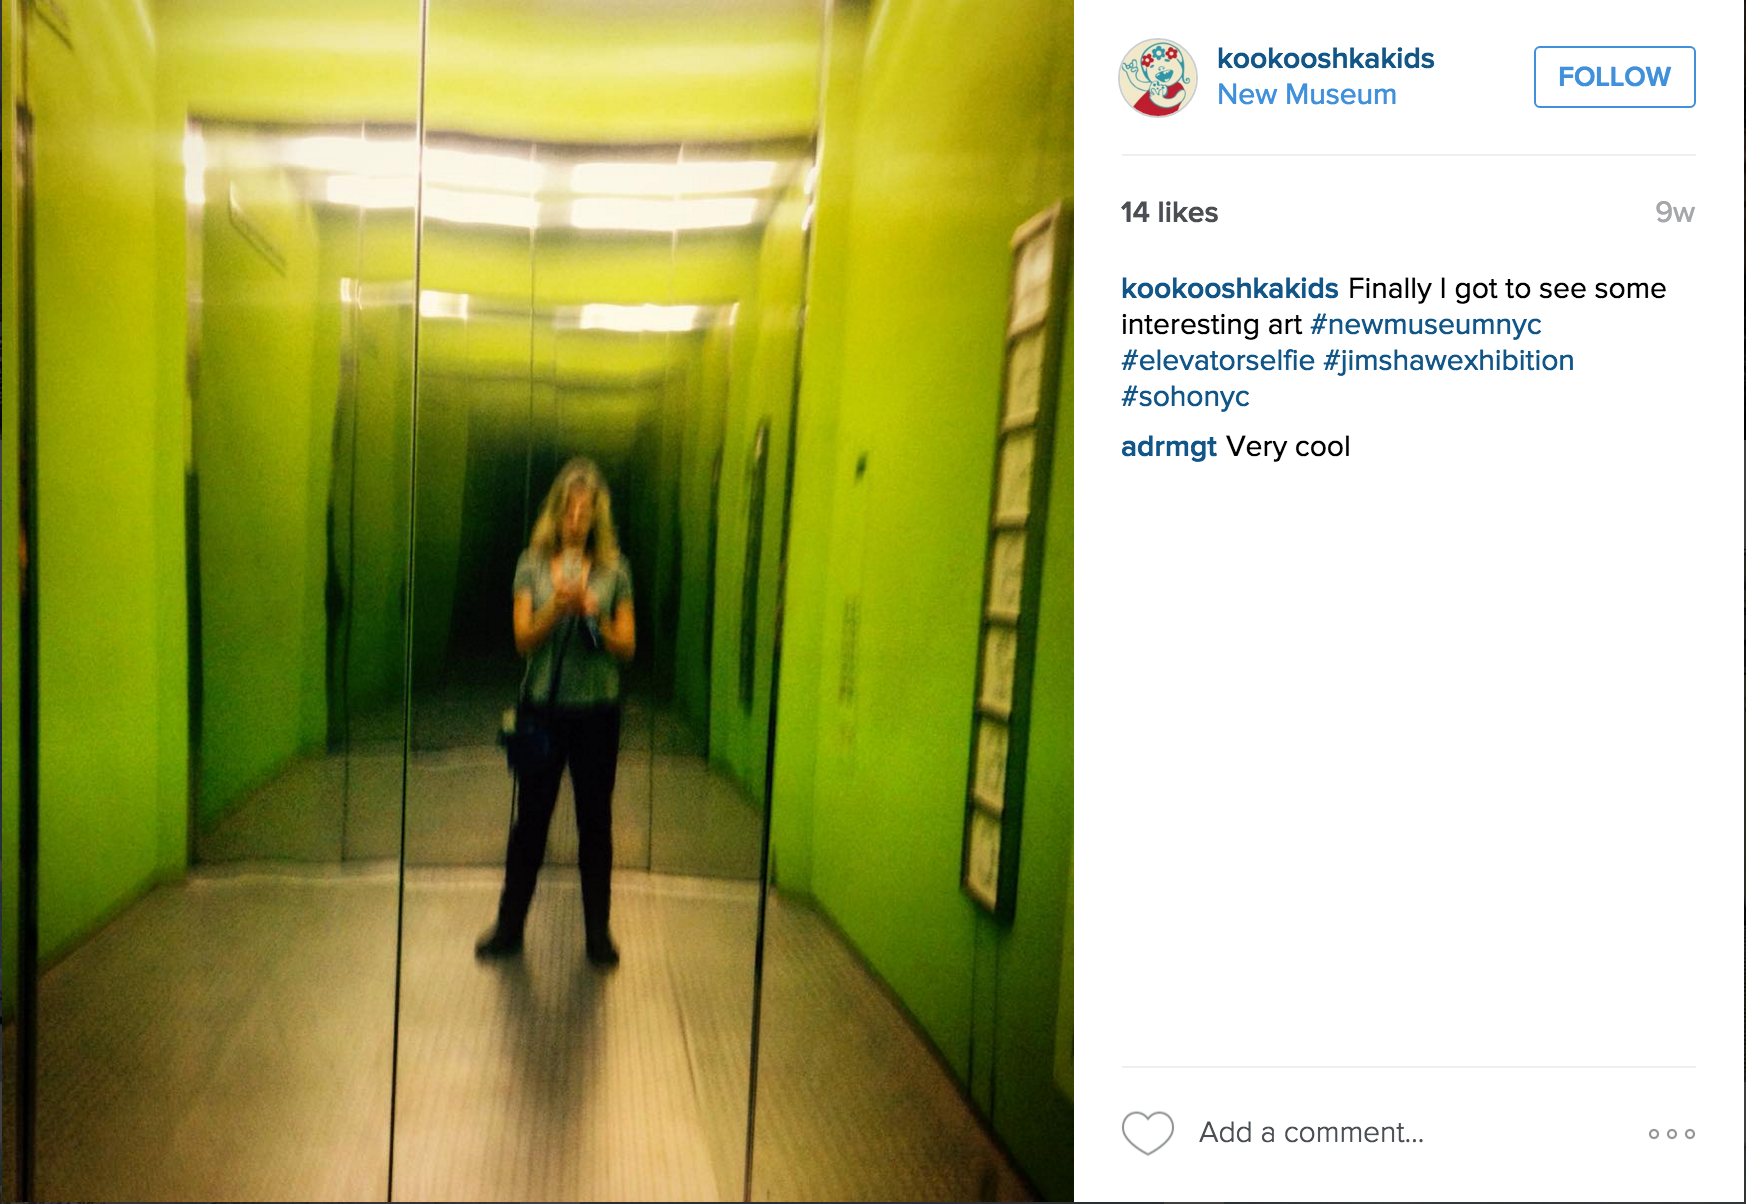 kookooshkakids
New Museum
FOLLOW
14 likes
9w
kookooshkakids Finally I got to see some
interesting art #newmuseumnyc
#elevatorselfie #jimshawexhibition
#sohonyc
adrmgt Very cool
Add a comment...